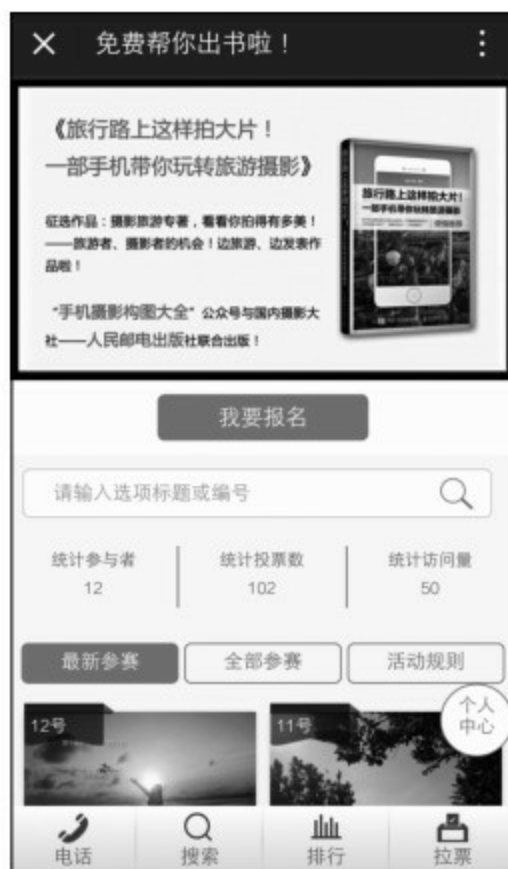 免费帮你出书啦！
《旅行路上这样拍大片！
一部手机带你玩转旅游摄影》
征选作品：摄影旅游专著，看看你拍得有多美！
——旅游者、摄影者的机会！边旅游、边发表作
品啦！
“手机摄影构图大全”公众号与国内摄影大
社——人民邮电出版社联合出版！
旅行路上这样拍大片！
一部手机带你玩转旅游摄影
我要报名
请输入选项标题或编号
统计参与者 统计投票数 统计访问量
12 102 50
最新参赛 全部参赛 活动规则
个人
中心
12号 11号
电话 搜索 排行 拉票